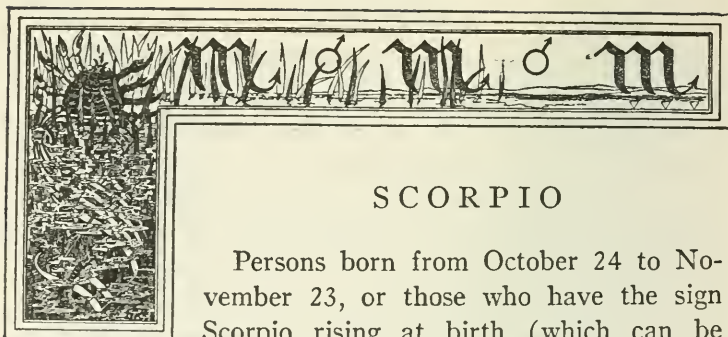 ♏ ♂ ♏ ♂ ♏
SCORPIO
Persons born from October 24 to No-
vember 23, or those who have the sign
Scorpio rising at birth (which can be